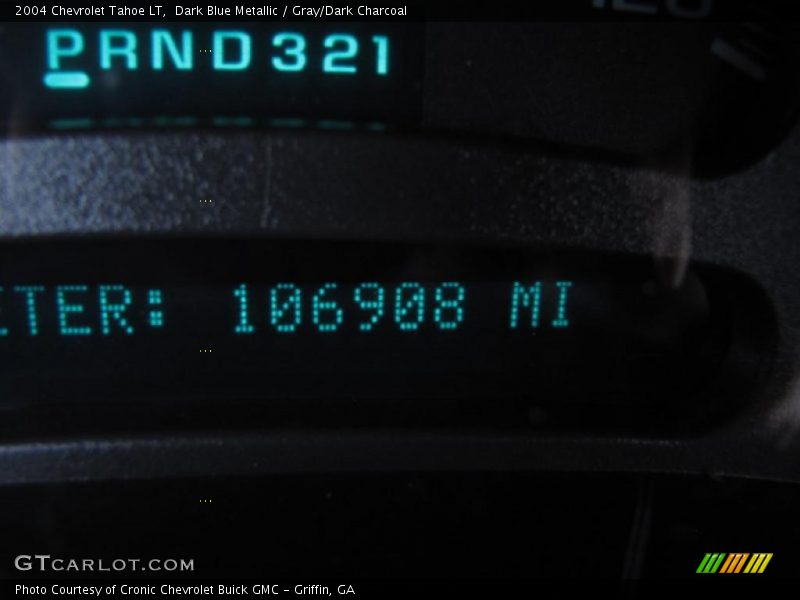 2004 Chevrolet Tahoe LT,  Dark Blue Metallic / Gray/Dark Charcoal
PRND321
ETER: 106908 MI
GTCARLOT.COM
Photo Courtesy of Cronic Chevrolet Buick GMC - Griffin, GA